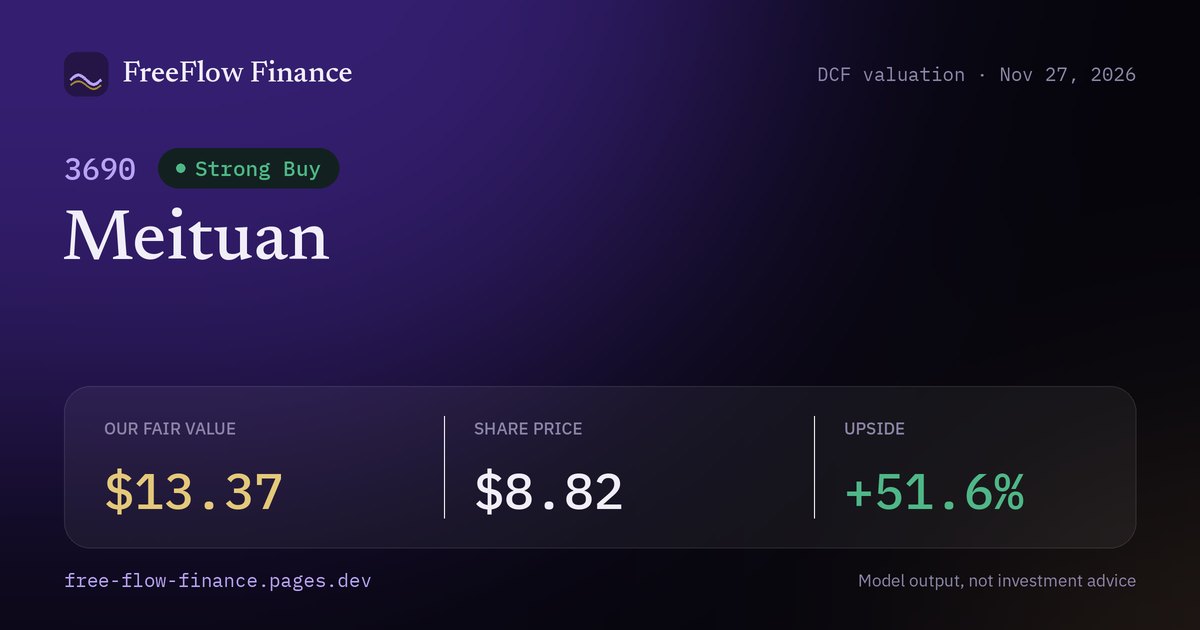 FreeFlow Finance
DCF valuation · Nov 27, 2026
3690
Strong Buy
Meituan
OUR FAIR VALUE
$13.37
SHARE PRICE
$8.82
UPSIDE
+51.6%
free-flow-finance.pages.dev
Model output, not investment advice